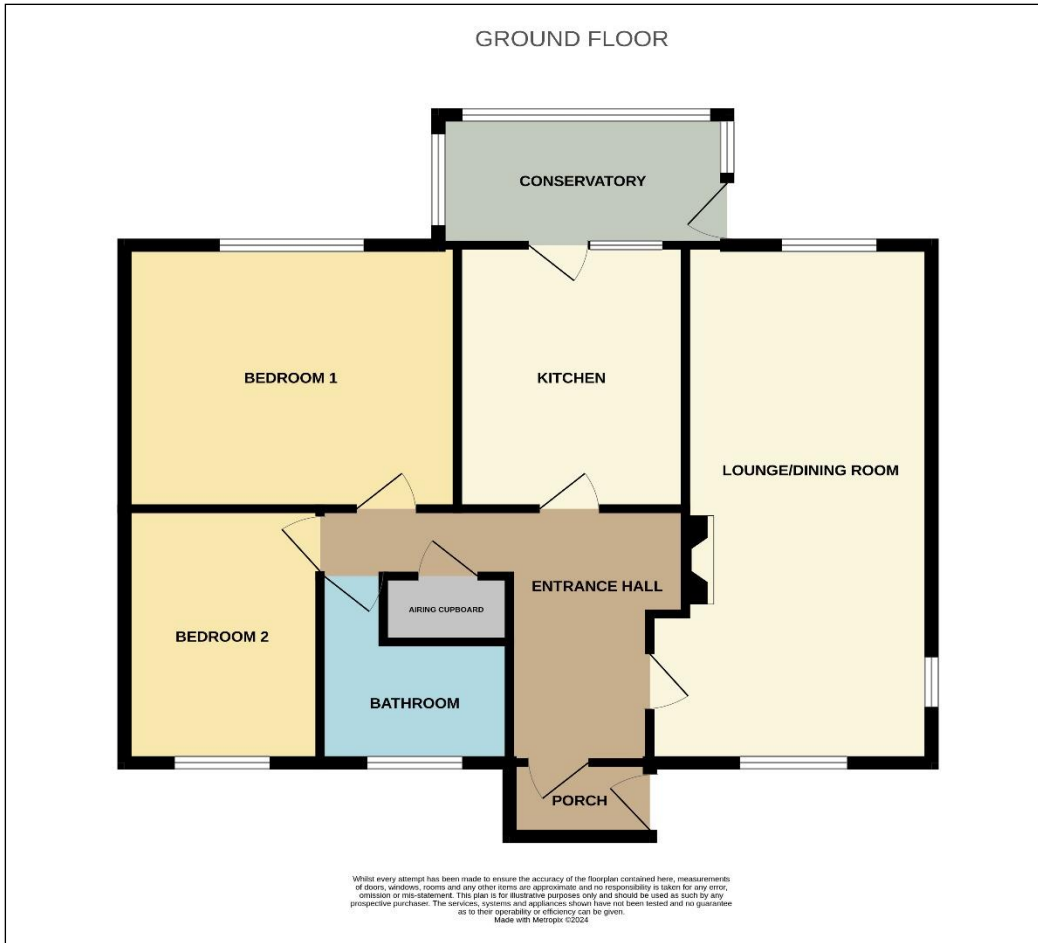 GROUND FLOOR
CONSERVATORY
BEDROOM 1
KITCHEN
LOUNGE/DINING ROOM
ENTRANCE HALL
AIRING CUPBOARD
BEDROOM 2
BATHROOM
PORCH
Whilst every attempt has been made to ensure the accuracy of the floorplan contained here, measurements
of doors, windows, rooms and any other items are approximate and no responsibility is taken for any error,
omission or mis-statement. This plan is for illustrative purposes only and should be used as such by any
prospective purchaser. The services, systems and appliances shown have not been tested and no guarantee
as to their operability or efficiency can be given.
Made with Metropix ©2024